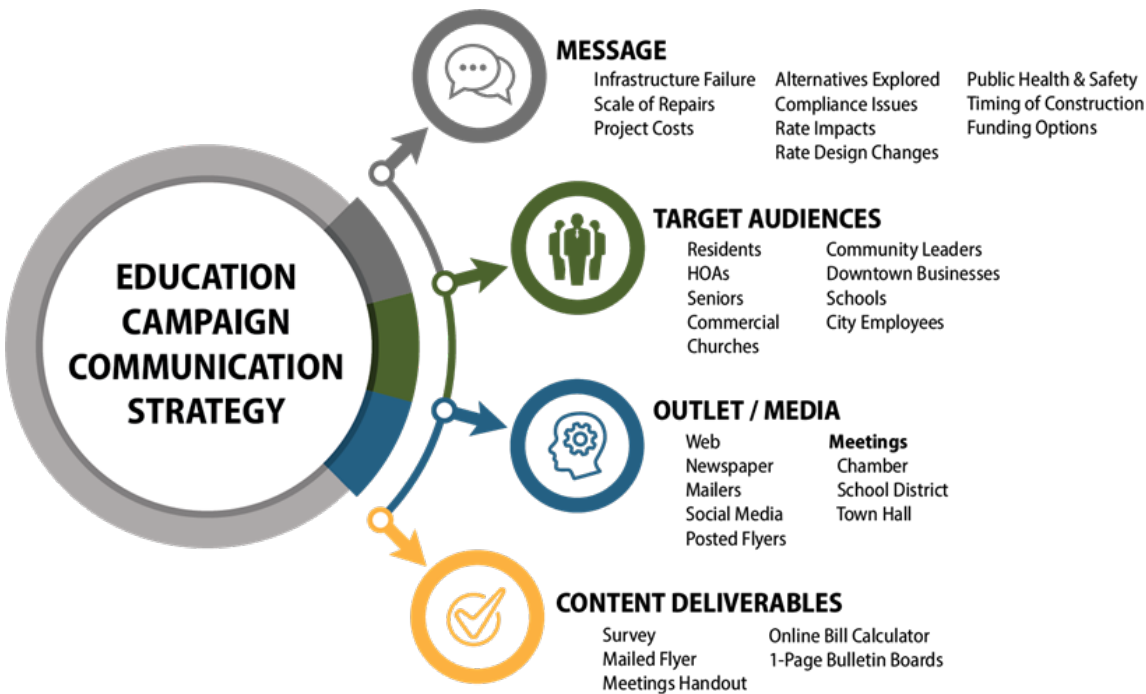 EDUCATION
CAMPAIGN
COMMUNICATION
STRATEGY
MESSAGE
Infrastructure Failure
Scale of Repairs
Project Costs
Alternatives Explored
Compliance Issues
Rate Impacts
Rate Design Changes
Public Health & Safety
Timing of Construction
Funding Options
TARGET AUDIENCES
Residents
HOAs
Seniors
Commercial
Churches
Community Leaders
Downtown Businesses
Schools
City Employees
OUTLET / MEDIA
Web
Newspaper
Mailers
Social Media
Posted Flyers
Meetings
Chamber
School District
Town Hall
CONTENT DELIVERABLES
Survey
Mailed Flyer
Meetings Handout
Online Bill Calculator
1-Page Bulletin Boards